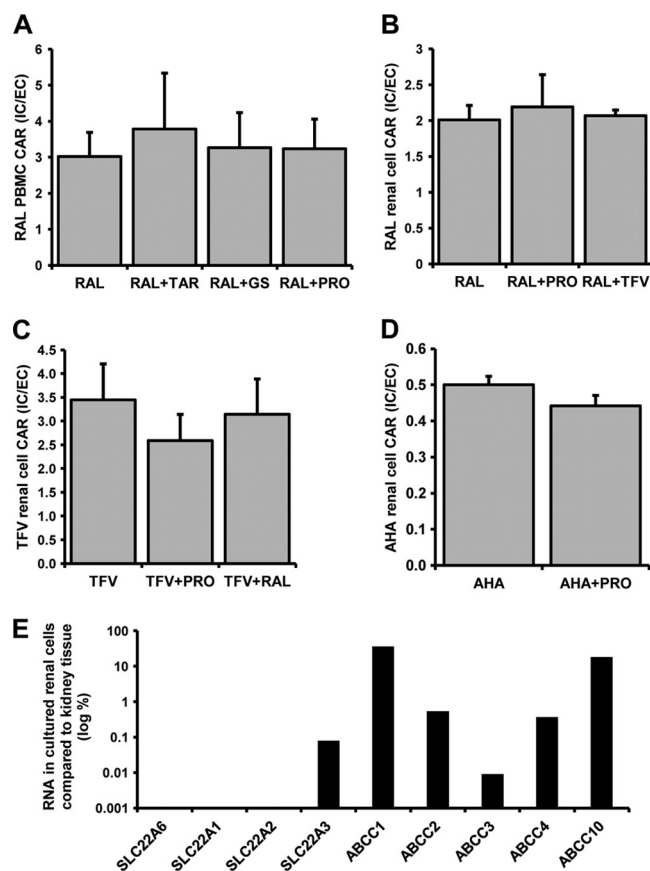 A
RAL PBMC CAR (IC/EC)
6
5
4
3
2
1
0
RAL
RAL+TAR
RAL+GS
RAL+PRO
B
RAL renal cell CAR (IC/EC)
3
2.5
2
1.5
1
0.5
0
RAL
RAL+PRO
RAL+TFV
C
TFV renal cell CAR (IC/EC)
4.5
4.0
3.5
3.0
2.5
2.0
1.5
1.0
0.5
0.0
TFV
TFV+PRO
TFV+RAL
D
AHA renal cell CAR (IC/EC)
0.6
0.5
0.4
0.3
0.2
0.1
0.0
AHA
AHA+PRO
E
RNA in cultured renal cells
compared to kidney tissue
(log %)
100
10
1
0.1
0.01
0.001
SLC22A6
SLC22A1
SLC22A2
SLC22A3
ABCC1
ABCC2
ABCC3
ABCC4
ABCC10